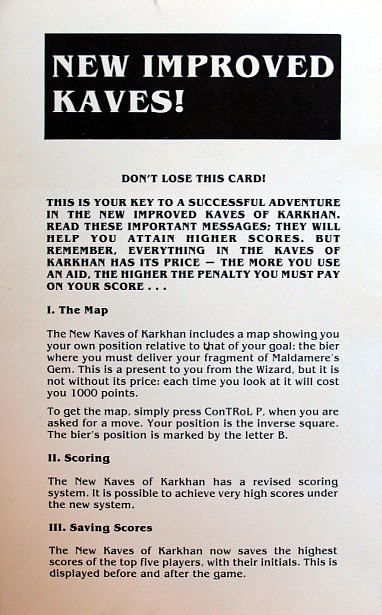 NEW IMPROVED
KAVES!
DON'T LOSE THIS CARD!
THIS IS YOUR KEY TO A SUCCESSFUL ADVENTURE
IN THE NEW IMPROVED KAVES OF KARKHAN.
READ THESE IMPORTANT MESSAGES; THEY WILL
HELP YOU ATTAIN HIGHER SCORES. BUT
REMEMBER, EVERYTHING IN THE KAVES OF
KARKHAN HAS ITS PRICE — THE MORE YOU USE
AN AID, THE HIGHER THE PENALTY YOU MUST PAY
ON YOUR SCORE . . .
I. The Map
The New Kaves of Karkhan includes a map showing you
your own position relative to that of your goal: the bier
where you must deliver your fragment of Maldamere's
Gem. This is a present to you from the Wizard, but it is
not without its price: each time you look at it will cost
you 1000 points.
To get the map, simply press ConTRoL P, when you are
asked for a move. Your position is the inverse square.
The bier's position is marked by the letter B.
II. Scoring
The New Kaves of Karkhan has a revised scoring
system. It is possible to achieve very high scores under
the new system.
III. Saving Scores
The New Kaves of Karkhan now saves the highest
scores of the top five players, with their initials. This is
displayed before and after the game.